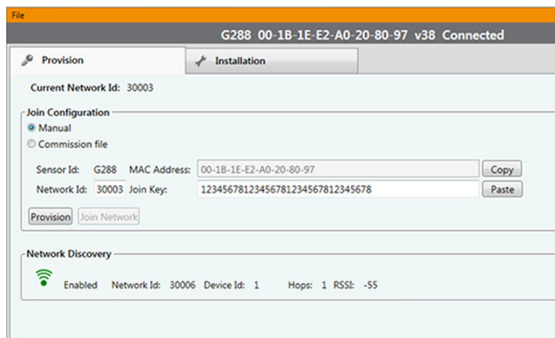 File
G288 00-1B-1E-E2-A0-20-80-97 v38 Connected
Provision
Installation
Current Network Id: 30003
Join Configuration
Manual
Commission file
Sensor Id: G288 MAC Address: 00-1B-1E-E2-A0-20-80-97 Copy
Network Id: 30003 Join Key: 12345678123456781234567812345678 Paste
Provision Join Network
Network Discovery
Enabled Network Id: 30006 Device Id: 1 Hops: 1 RSSI: -55